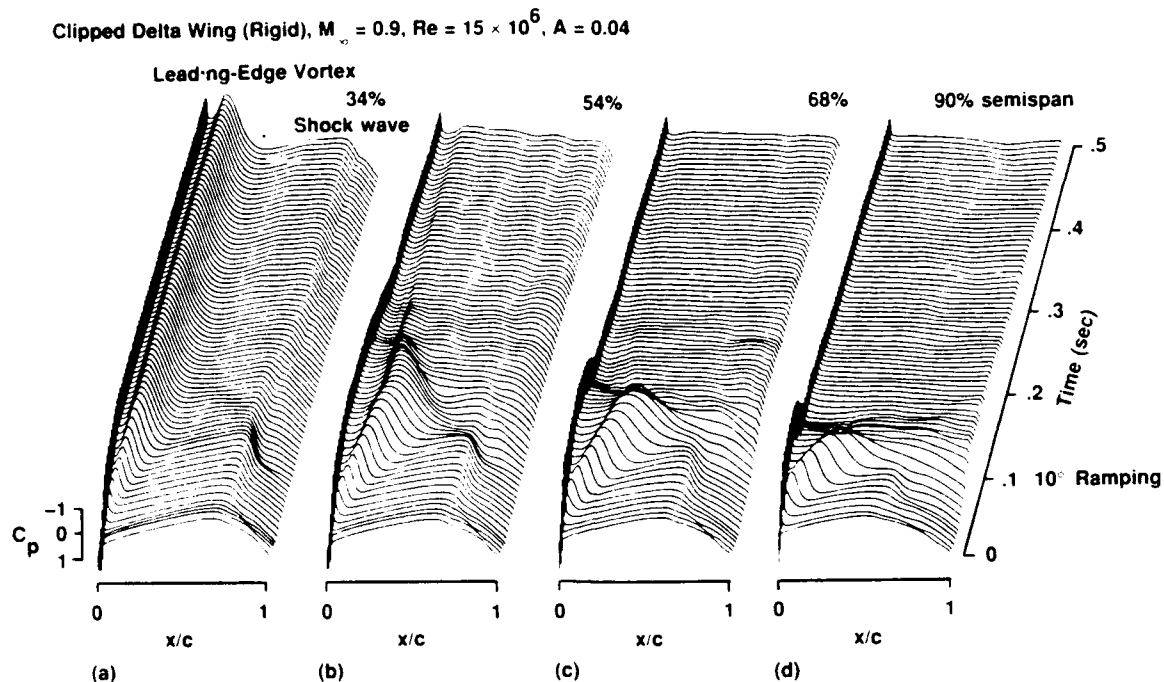 Clipped Delta Wing (Rigid), M∞ = 0.9, Re = 15 × 10^6, A = 0.04
Lead·ng-Edge Vortex
34%
54%
68%
90% semispan
Shock wave
.5
.4
.3
.2
.1
0
Time (sec)
10° Ramping
-1
0
1
Cp
0
1
0
1
0
1
0
1
x/c
x/c
x/c
x/c
(a)
(b)
(c)
(d)